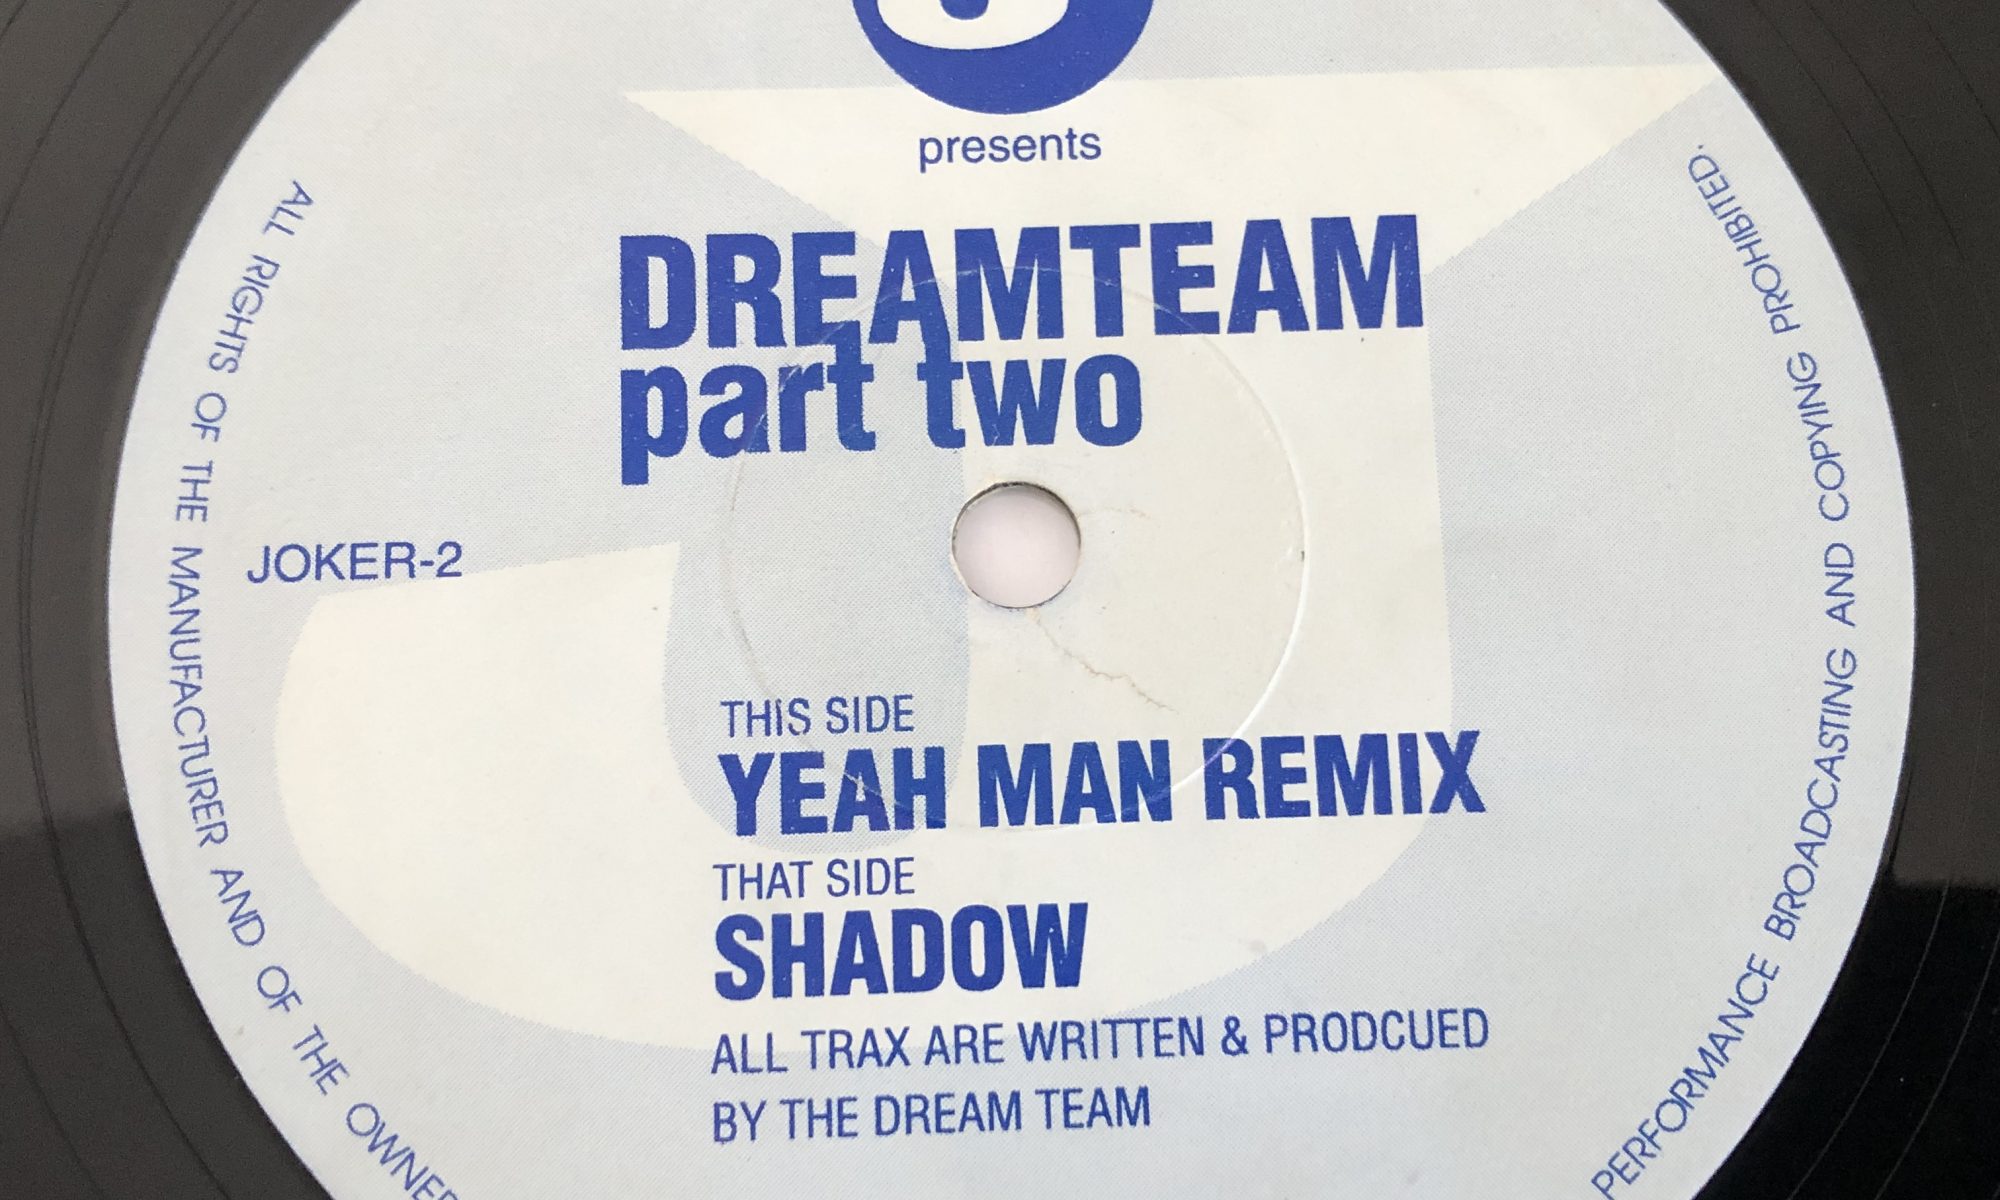 presents
DREAMTEAM
part two
JOKER-2
THIS SIDE
YEAH MAN REMIX
THAT SIDE
SHADOW
ALL TRAX ARE WRITTEN & PRODCUED
BY THE DREAM TEAM
ALL RIGHTS OF THE MANUFACTURER AND OF THE OWNER
PERFORMANCE BROADCASTING AND COPYING PROHIBITED.